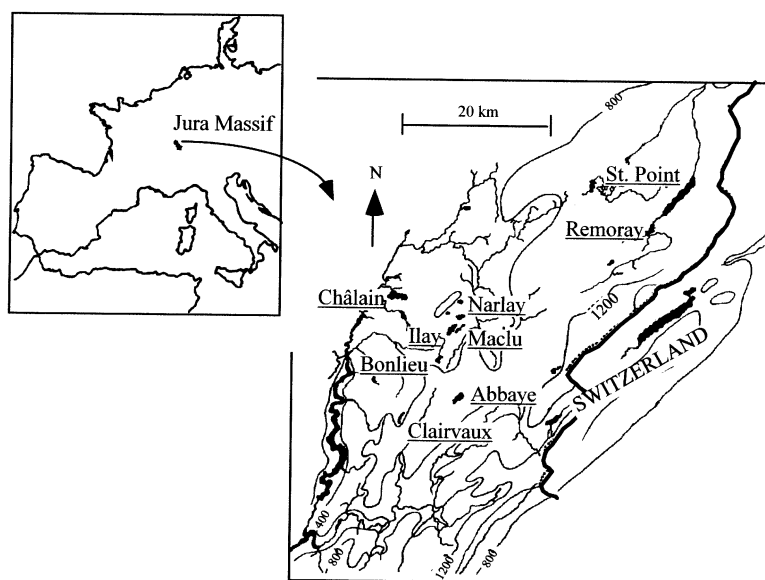 Jura Massif
20 km
800
N
St. Point
Remoray
1200
Châlain
Narlay
Ilay
Maclu
Bonlieu
SWITZERLAND
Abbaye
Clairvaux
400
800
1200
800